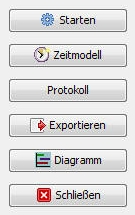 Starten
Zeitmodell
Protokoll
Exportieren
Diagramm
Schließen